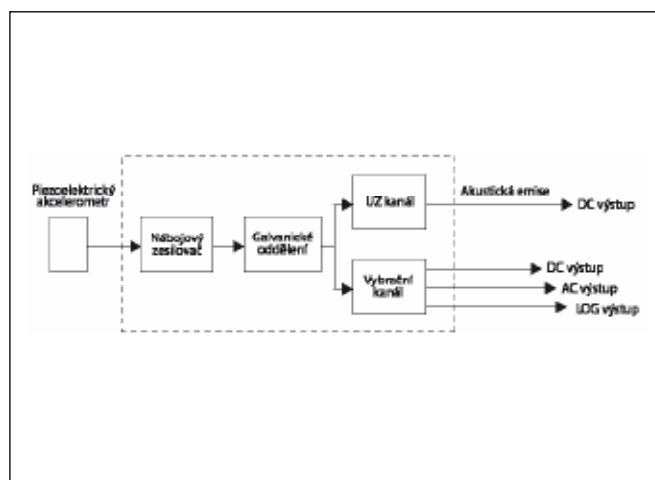 Piezoelektrický
akcelerometr
Nábojový
zesilovač
Galvanické
oddělení
UZ kanál
Vybrační
kanál
Akustická emise
DC výstup
DC výstup
AC výstup
LOG výstup